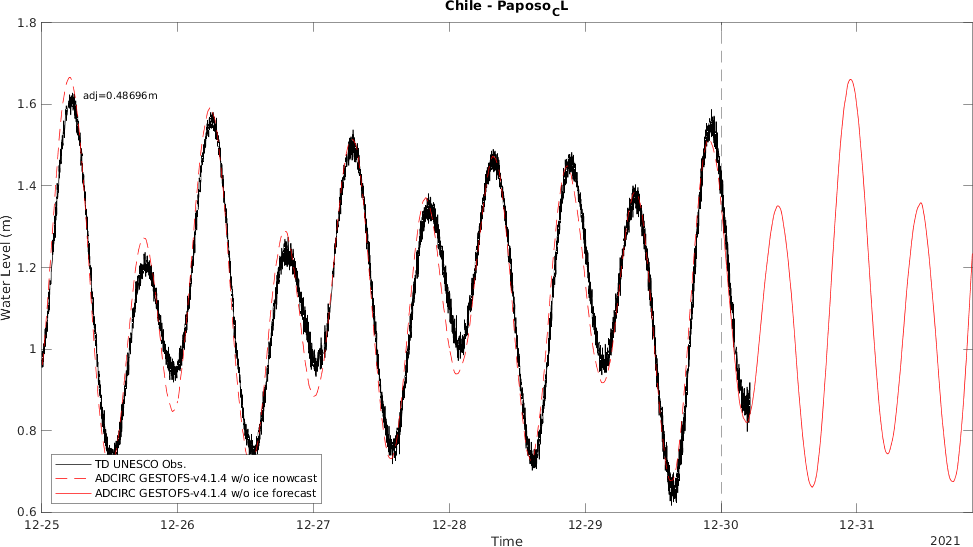 Chile - Paposo_CL
1.8
1.6
1.4
1.2
1
0.8
0.6
Water Level (m)
adj=0.48696m
TD UNESCO Obs.
ADCIRC GESTOFS-v4.1.4 w/o ice nowcast
ADCIRC GESTOFS-v4.1.4 w/o ice forecast
12-25 12-26 12-27 12-28 12-29 12-30 12-31
Time
2021